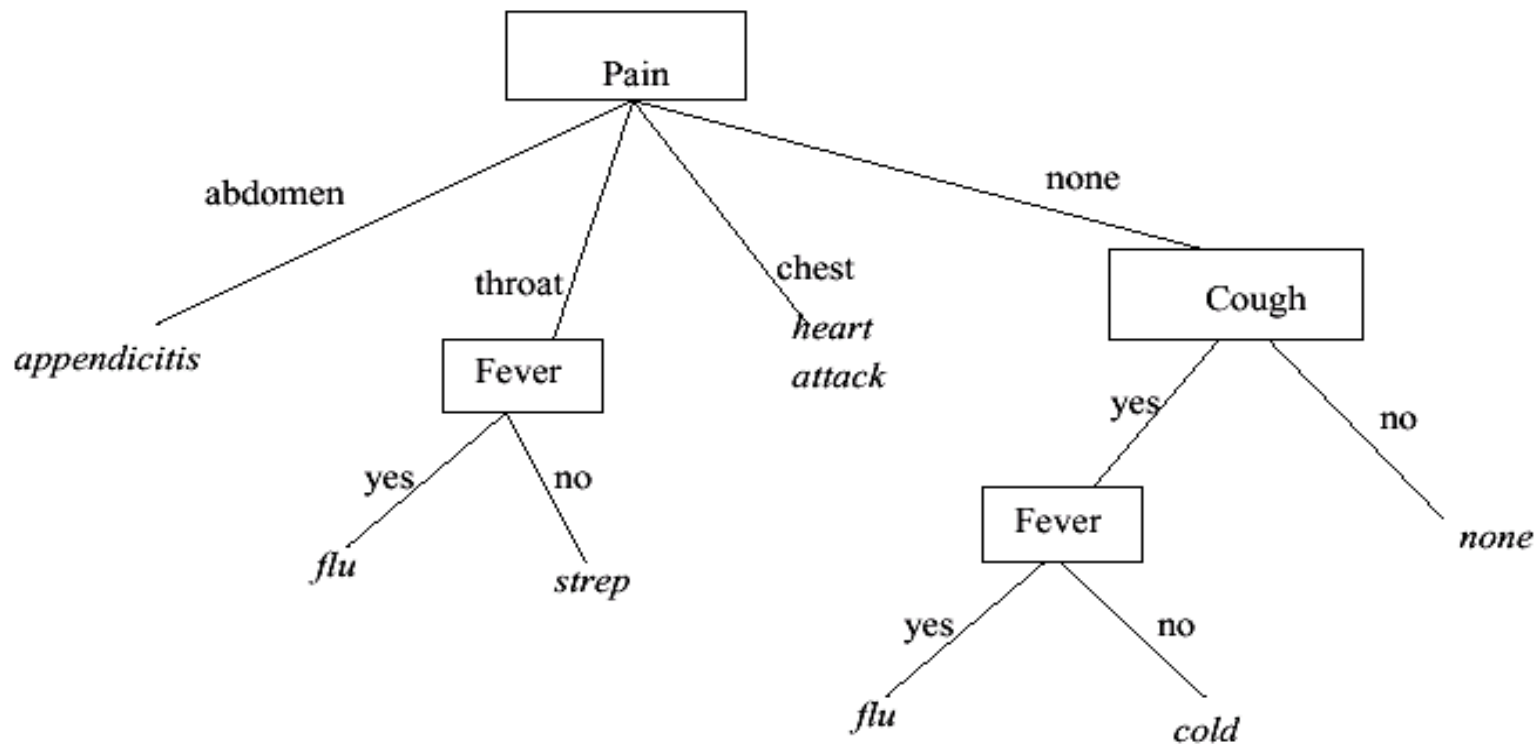 Pain
abdomen
none
throat
chest
Cough
heart
attack
appendicitis
Fever
yes
no
yes
no
flu
strep
Fever
none
yes
no
flu
cold